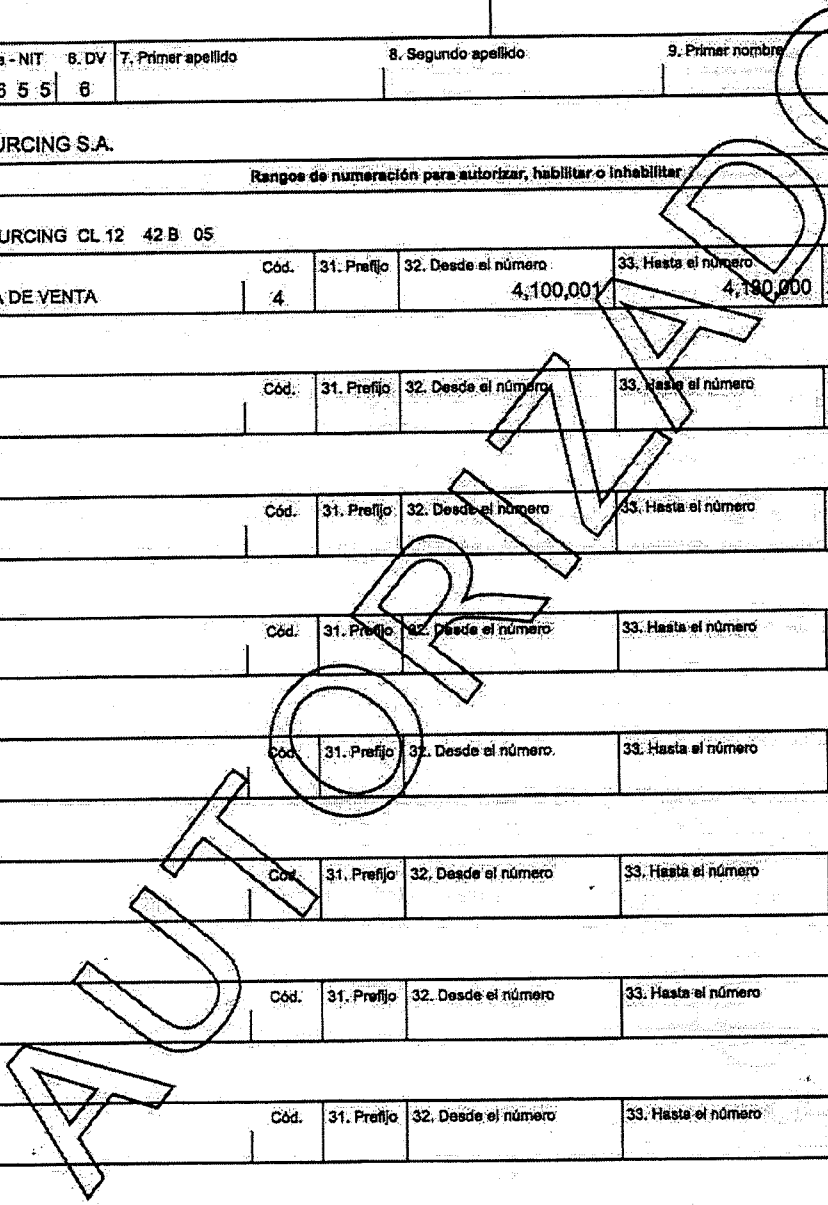 - NIT 6. DV 7. Primer apellido 8. Segundo apellido 9. Primer nombre
6 5 5 6
URCING S.A.
Rangos de numeración para autorizar, habilitar o inhabilitar
URCING CL 12 42 B 05
Cód. 31. Prefijo 32. Desde el número 33. Hasta el número
A DE VENTA 4 4,100,001
Cód. 31. Prefijo 32. Desde el número 33. Hasta el número
Cód. 31. Prefijo 32. Desde el número 33. Hasta el número
Cód. 31. Prefijo 32. Desde el número 33. Hasta el número
Cód. 31. Prefijo 32. Desde el número. 33. Hasta el número
Cód. 31. Prefijo 32. Desde el número 33. Hasta el número
Cód. 31. Prefijo 32. Desde el número 33. Hasta el número
Cód. 31. Prefijo 32. Desde el número 33. Hasta el número
AUTORIZADO